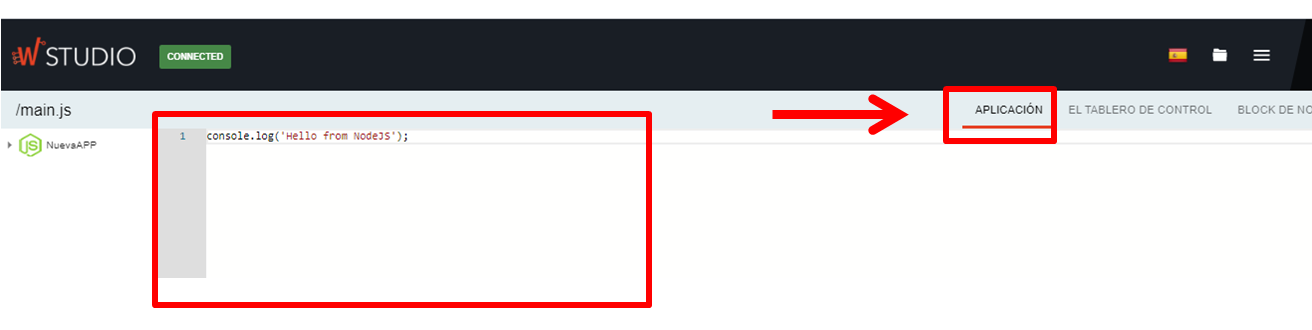 W STUDIO CONNECTED
/main.js APLICACIÓN EL TABLERO DE CONTROL BLOCK DE NO
1 console.log('Hello from NodeJS');
JS NuevaAPP